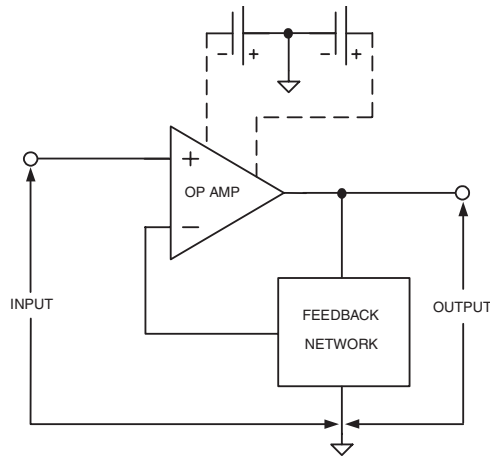 − + − +
+
OP AMP
−
INPUT
FEEDBACK
NETWORK
OUTPUT